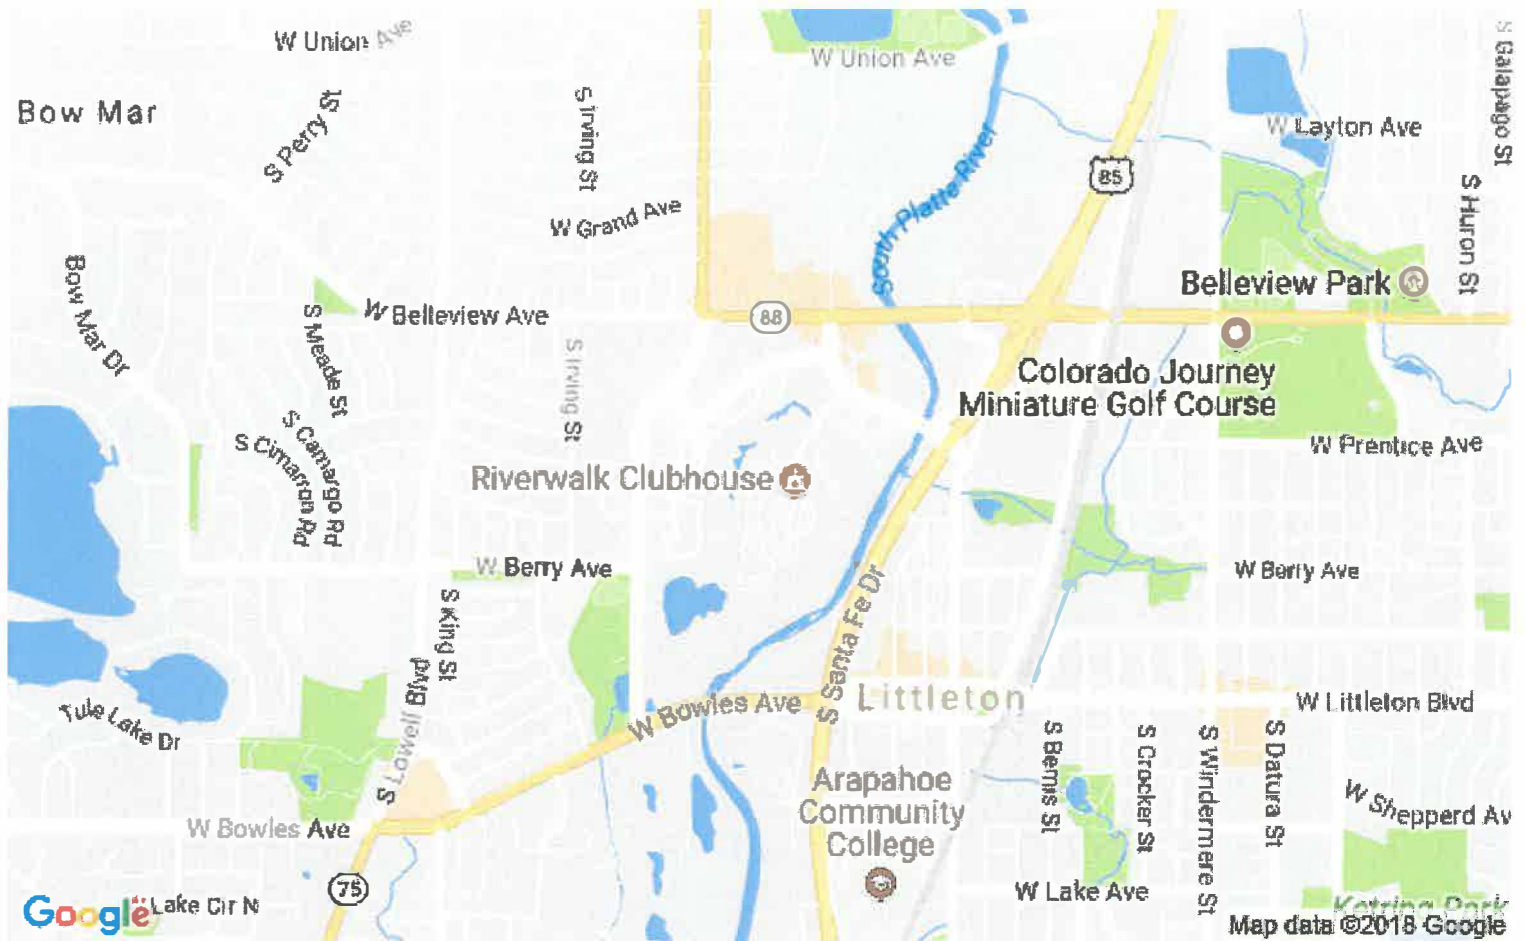 W Union Ave
W Union Ave
S Galapago St
Bow Mar
S Perry St
S Irving St
W Layton Ave
85
South Platte River
S Huron St
W Grand Ave
Bow Mar Dr
Belleview Park
W Belleview Ave
88
S Meade St
S Irving St
Colorado Journey
Miniature Golf Course
S Camargo Rd
S Cimarron Rd
W Prentice Ave
Riverwalk Clubhouse
W Berry Ave
W Berry Ave
S King St
S Santa Fe Dr
S Lowell Blvd
W Bowles Ave
Littleton
W Littleton Blvd
Tule Lake Dr
S Bemis St
S Crocker St
S Windermere St
S Datura St
Arapahoe
Community
College
W Shepperd Av
W Bowles Ave
75
W Lake Ave
Lake Cir N
Google
Ketring Park
Map data ©2018 Google